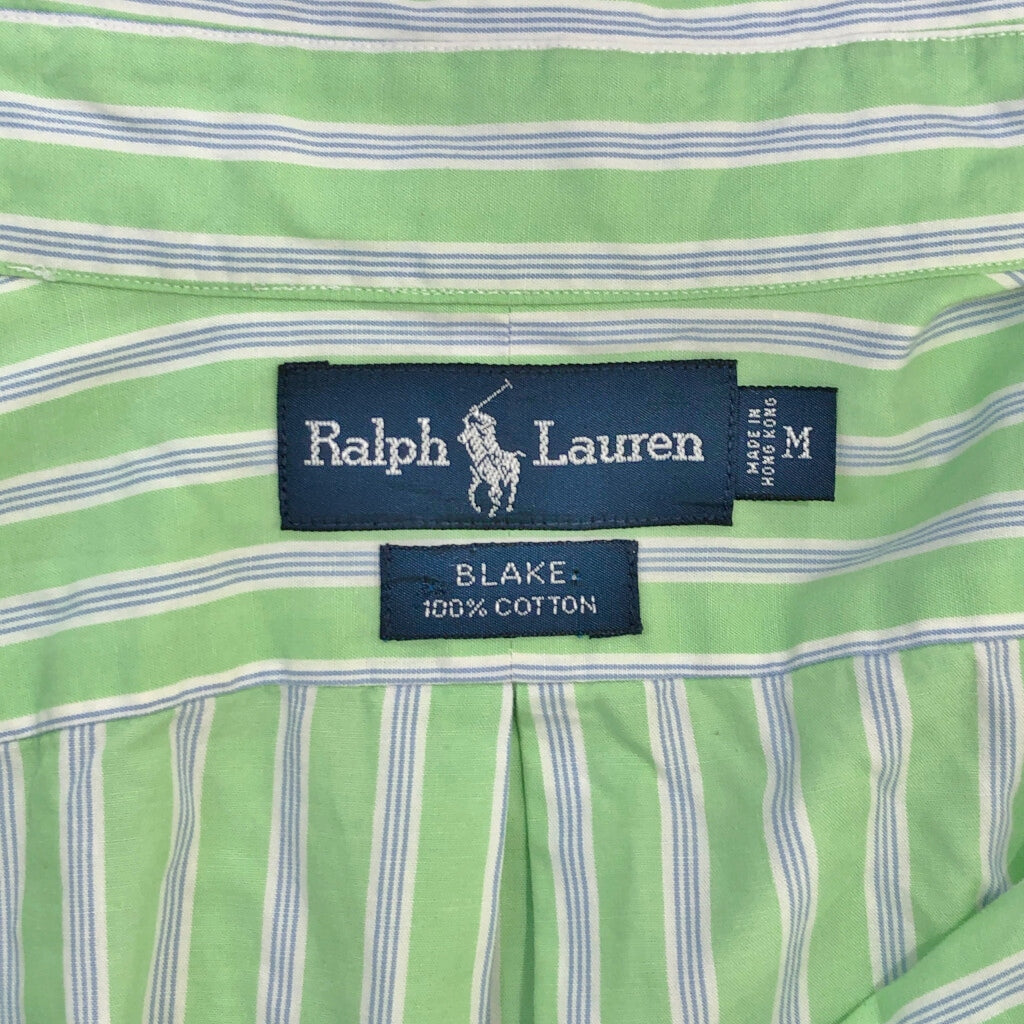 Ralph Lauren
MADE IN
HONG KONG
M
BLAKE
100% COTTON